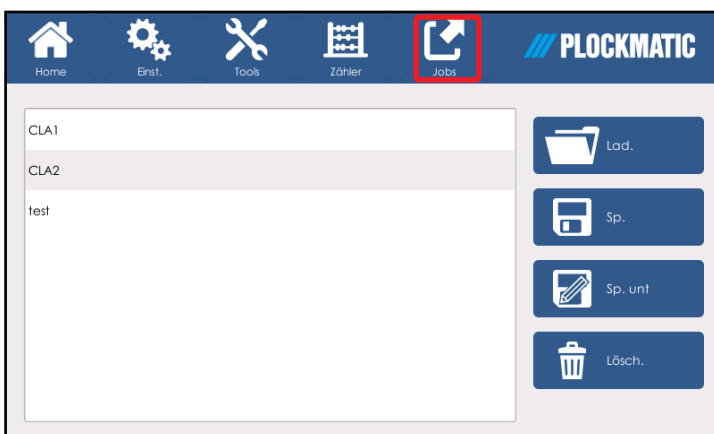 Home Einst. Tools Zähler Jobs PLOCKMATIC
CLA1
CLA2
test
Lad.
Sp.
Sp. unt
Lösch.